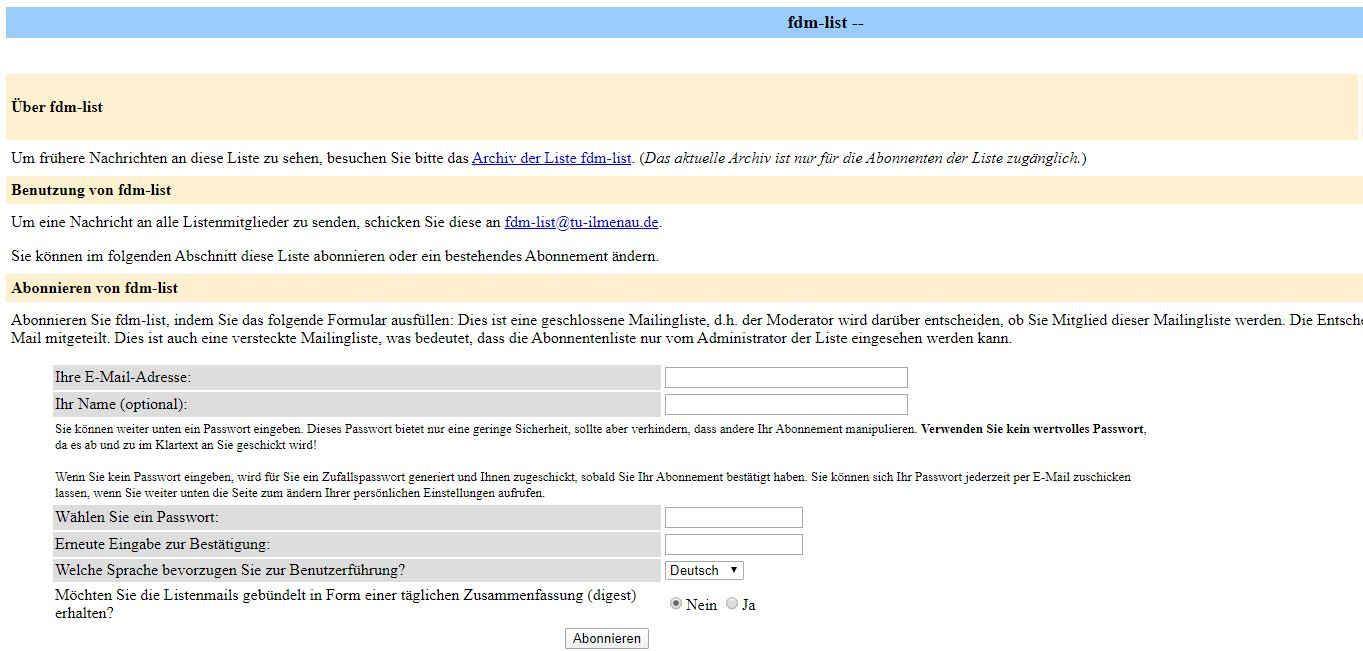 fdm-list --
Über fdm-list
Um frühere Nachrichten an diese Liste zu sehen, besuchen Sie bitte das Archiv der Liste fdm-list. (Das aktuelle Archiv ist nur für die Abonnenten der Liste zugänglich.)
Benutzung von fdm-list
Um eine Nachricht an alle Listenmitglieder zu senden, schicken Sie diese an fdm-list@tu-ilmenau.de.
Sie können im folgenden Abschnitt diese Liste abonnieren oder ein bestehendes Abonnement ändern.
Abonnieren von fdm-list
Abonnieren Sie fdm-list, indem Sie das folgende Formular ausfüllen: Dies ist eine geschlossene Mailingliste, d.h. der Moderator wird darüber entscheiden, ob Sie Mitglied dieser Mailingliste werden. Die
Mail mitgeteilt. Dies ist auch eine versteckte Mailingliste, was bedeutet, dass die Abonnentenliste nur vom Administrator der Liste eingesehen werden kann.
Ihre E-Mail-Adresse:
Ihr Name (optional):
Sie können weiter unten ein Passwort eingeben. Dieses Passwort bietet nur eine geringe Sicherheit, sollte aber verhindern, dass andere Ihr Abonnement manipulieren. Verwenden Sie kein wertvolles Passwort,
da es ab und zu im Klartext an Sie geschickt wird!
Wenn Sie kein Passwort eingeben, wird für Sie ein Zufallspasswort generiert und Ihnen zugeschickt, sobald Sie Ihr Abonnement bestätigt haben. Sie können sich Ihr Passwort jederzeit per E-Mail zuschicken
lassen, wenn Sie weiter unten die Seite zum ändern Ihrer persönlichen Einstellungen aufrufen.
Wählen Sie ein Passwort:
Erneute Eingabe zur Bestätigung:
Welche Sprache bevorzugen Sie zur Benutzerführung? Deutsch
Möchten Sie die Listenmails gebündelt in Form einer täglichen Zusammenfassung (digest)
erhalten? Nein Ja
Abonnieren